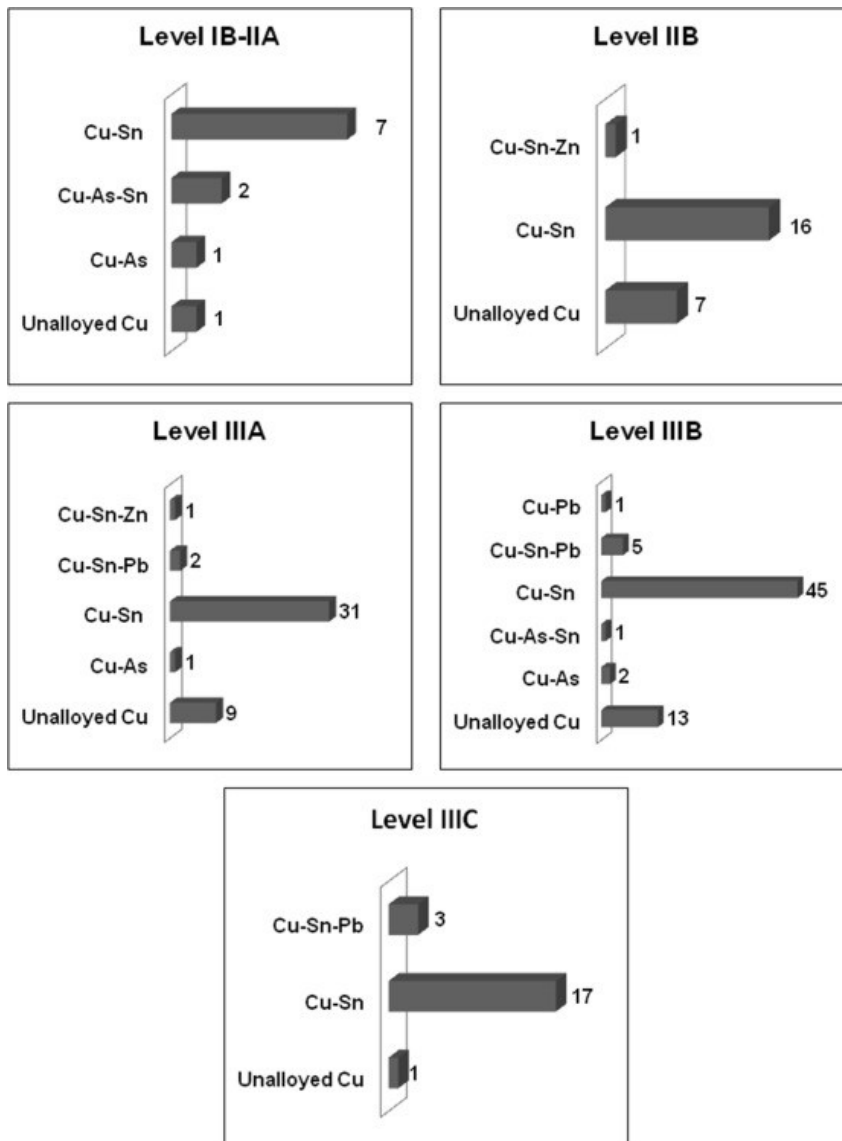 Level IB-IIA
Cu-Sn 7
Cu-As-Sn 2
Cu-As 1
Unalloyed Cu 1
Level IIB
Cu-Sn-Zn 1
Cu-Sn 16
Unalloyed Cu 7
Level IIIA
Cu-Sn-Zn 1
Cu-Sn-Pb 2
Cu-Sn 31
Cu-As 1
Unalloyed Cu 9
Level IIIB
Cu-Pb 1
Cu-Sn-Pb 5
Cu-Sn 45
Cu-As-Sn 1
Cu-As 2
Unalloyed Cu 13
Level IIIC
Cu-Sn-Pb 3
Cu-Sn 17
Unalloyed Cu 1